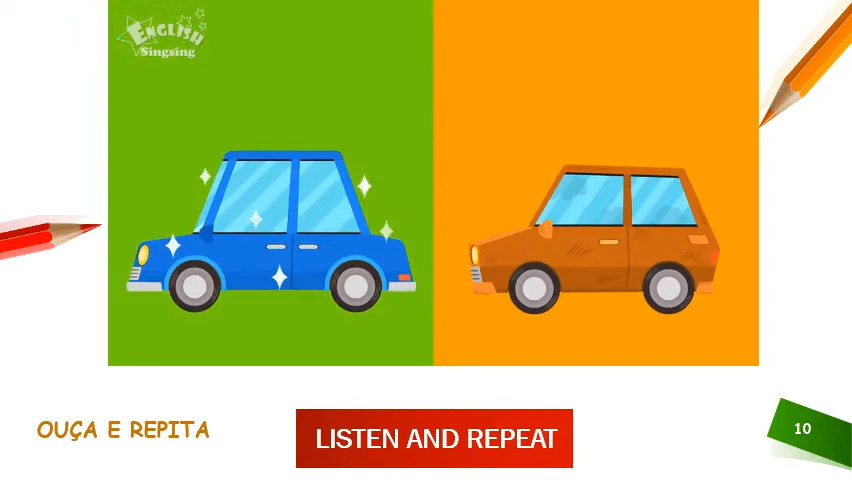 ENGLISH
Singsing
OUÇA E REPITA
LISTEN AND REPEAT
10